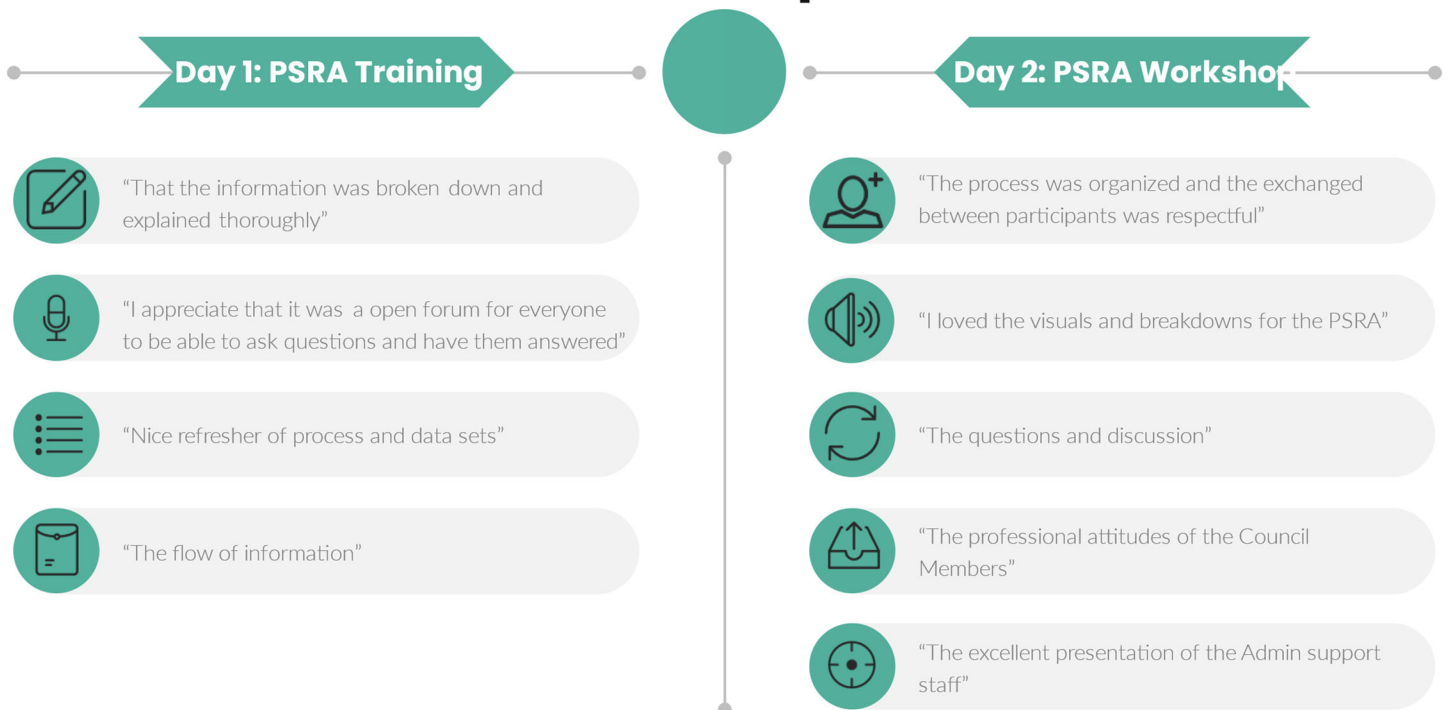 Day 1: PSRA Training
“That the information was broken down and
explained thoroughly”
“I appreciate that it was a open forum for everyone
to be able to ask questions and have them answered”
“Nice refresher of process and data sets”
“The flow of information”
Day 2: PSRA Workshop
“The process was organized and the exchanged
between participants was respectful”
“I loved the visuals and breakdowns for the PSRA”
“The questions and discussion”
“The professional attitudes of the Council
Members”
“The excellent presentation of the Admin support
staff”